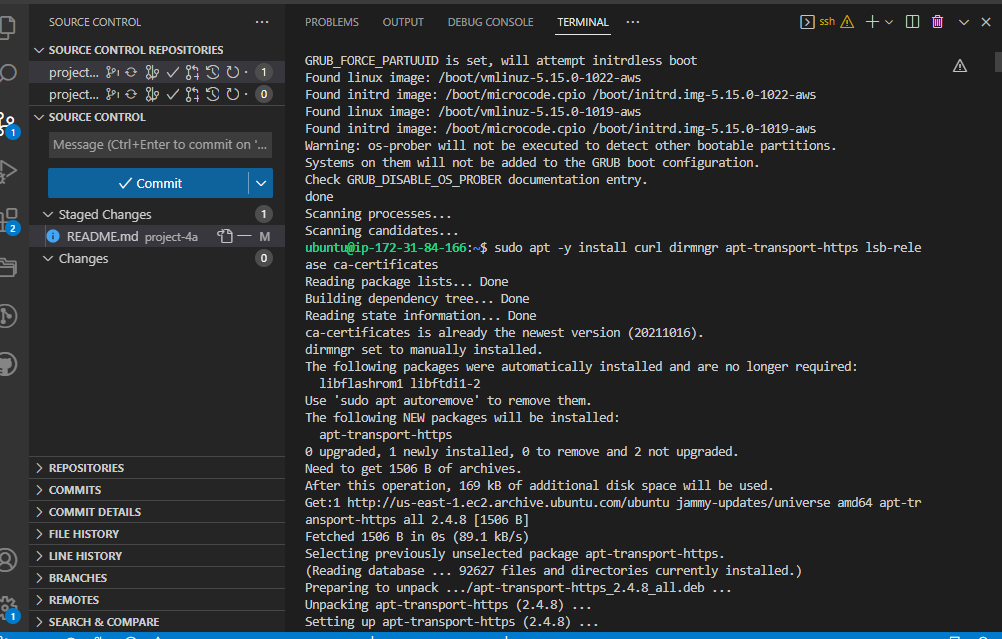 SOURCE CONTROL
SOURCE CONTROL REPOSITORIES
project... 1
project... 0
SOURCE CONTROL
Message (Ctrl+Enter to commit on '...
Commit
Staged Changes 1
README.md project-4a M
Changes 0
REPOSITORIES
COMMITS
COMMIT DETAILS
FILE HISTORY
LINE HISTORY
BRANCHES
REMOTES
SEARCH & COMPARE
1
2
1
PROBLEMS OUTPUT DEBUG CONSOLE TERMINAL ... ssh
GRUB_FORCE_PARTUUID is set, will attempt initrdless boot
Found linux image: /boot/vmlinuz-5.15.0-1022-aws
Found initrd image: /boot/microcode.cpio /boot/initrd.img-5.15.0-1022-aws
Found linux image: /boot/vmlinuz-5.15.0-1019-aws
Found initrd image: /boot/microcode.cpio /boot/initrd.img-5.15.0-1019-aws
Warning: os-prober will not be executed to detect other bootable partitions.
Systems on them will not be added to the GRUB boot configuration.
Check GRUB_DISABLE_OS_PROBER documentation entry.
done
Scanning processes...
Scanning candidates...
ubuntu@ip-172-31-84-166:~$ sudo apt -y install curl dirmngr apt-transport-https lsb-rele
ase ca-certificates
Reading package lists... Done
Building dependency tree... Done
Reading state information... Done
ca-certificates is already the newest version (20211016).
dirmngr set to manually installed.
The following packages were automatically installed and are no longer required:
libflashrom1 libftdi1-2
Use 'sudo apt autoremove' to remove them.
The following NEW packages will be installed:
apt-transport-https
0 upgraded, 1 newly installed, 0 to remove and 2 not upgraded.
Need to get 1506 B of archives.
After this operation, 169 kB of additional disk space will be used.
Get:1 http://us-east-1.ec2.archive.ubuntu.com/ubuntu jammy-updates/universe amd64 apt-tr
ansport-https all 2.4.8 [1506 B]
Fetched 1506 B in 0s (89.1 kB/s)
Selecting previously unselected package apt-transport-https.
(Reading database ... 92627 files and directories currently installed.)
Preparing to unpack .../apt-transport-https_2.4.8_all.deb ...
Unpacking apt-transport-https (2.4.8) ...
Setting up apt-transport-https (2.4.8) ...